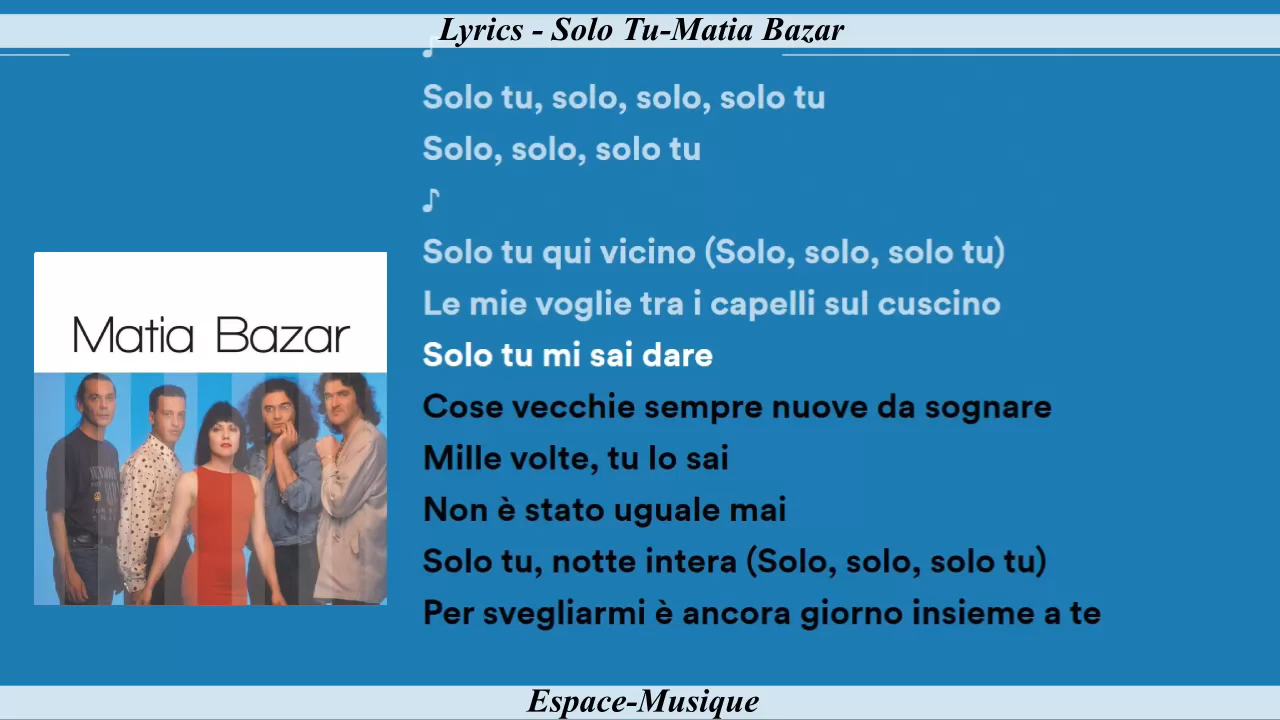 Lyrics - Solo Tu-Matia Bazar
♪
Solo tu, solo, solo, solo tu
Solo, solo, solo tu
♪
Solo tu qui vicino (Solo, solo, solo tu)
Le mie voglie tra i capelli sul cuscino
Solo tu mi sai dare
Cose vecchie sempre nuove da sognare
Mille volte, tu lo sai
Non è stato uguale mai
Solo tu, notte intera (Solo, solo, solo tu)
Per svegliarmi è ancora giorno insieme a te
Matia Bazar
Espace-Musique